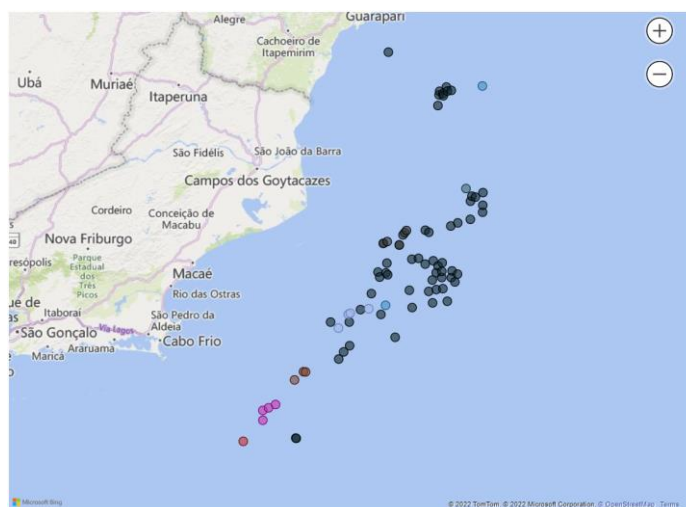 Guarapari
Alegre
Cachoeiro de
Itapemirim
Ubá
Muriaé
Itaperuna
São Fidélis
São João da Barra
Campos dos Goytacazes
Cordeiro
Conceição de
Macabu
Nova Friburgo
Parque
Estadual
dos Três
Picos
resópolis
Macaé
Rio das Ostras
ue de
as
Itaboraí
São Pedro da
Aldeia
São Gonçalo
Via Lagos
Araruama
Cabo Frio
Maricá
o
Microsoft Bing
© 2022 TomTom, © 2022 Microsoft Corporation, © OpenStreetMap Terms